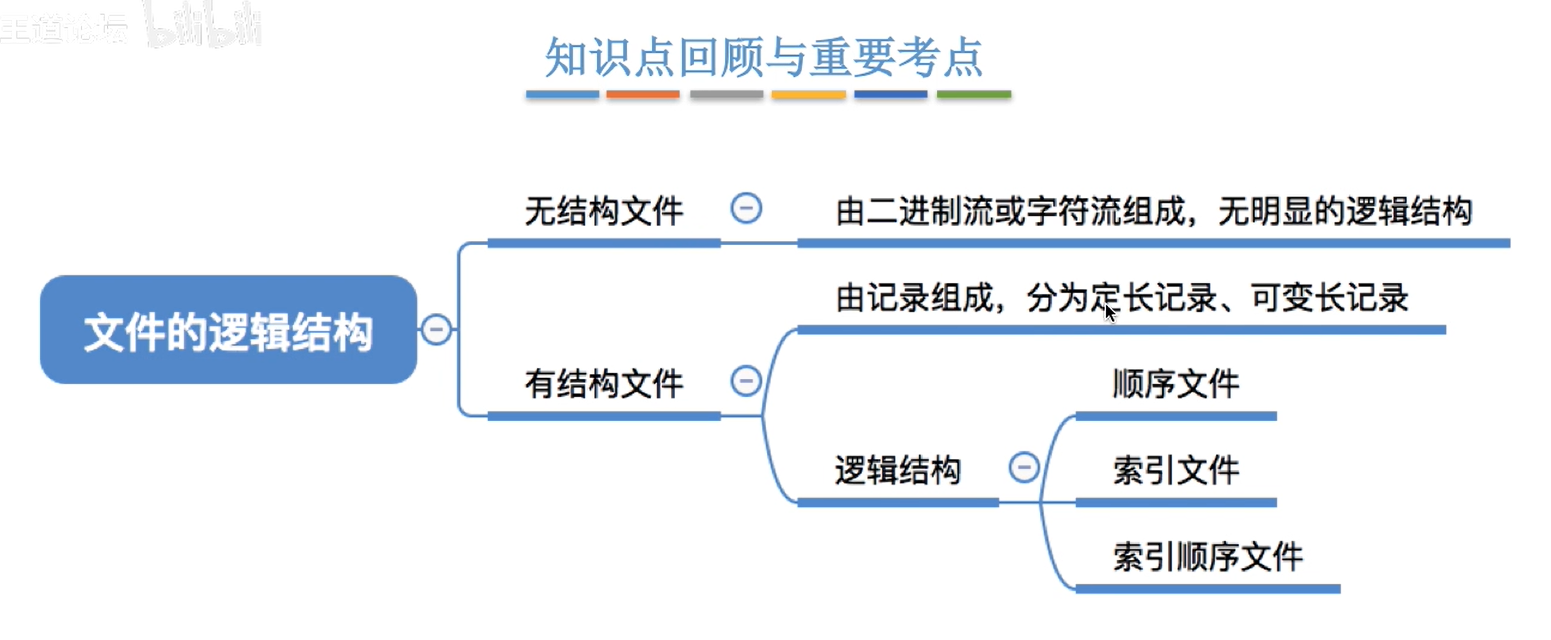 王道论坛 bilibili
知识点回顾与重要考点
无结构文件
由二进制流或字符流组成，无明显的逻辑结构
由记录组成，分为定长记录、可变长记录
文件的逻辑结构
有结构文件
顺序文件
逻辑结构
索引文件
索引顺序文件